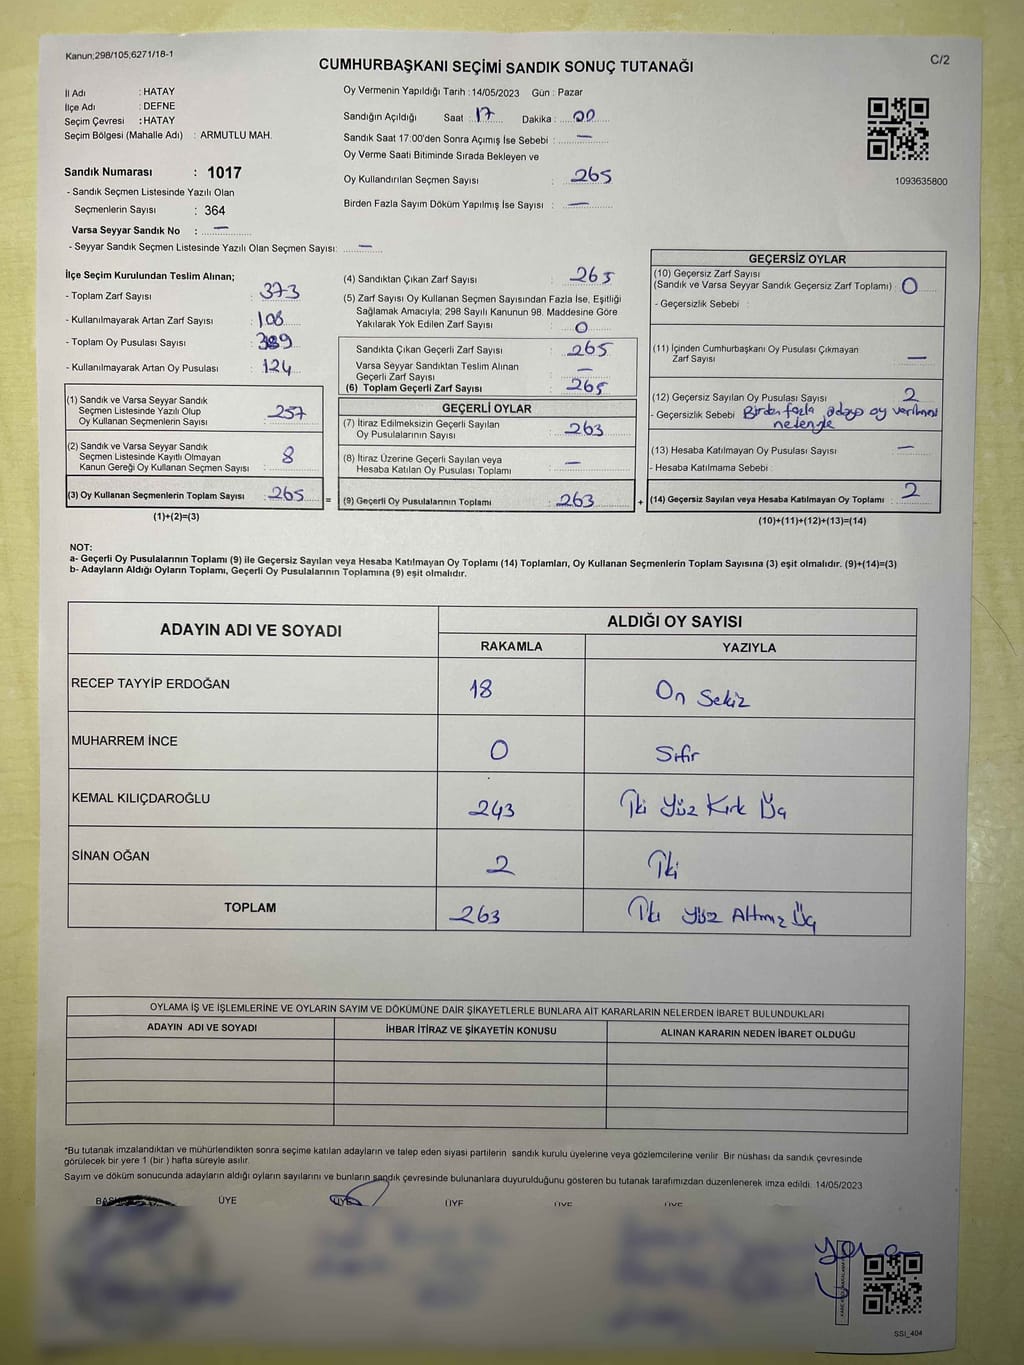 Kanun;298/105,6271/18-1
C/2
CUMHURBAŞKANI SEÇİMİ SANDIK SONUÇ TUTANAĞI
İl Adı : HATAY
İlçe Adı : DEFNE
Seçim Çevresi : HATAY
Seçim Bölgesi (Mahalle Adı) : ARMUTLU MAH.
Oy Vermenin Yapıldığı Tarih : 14/05/2023 Gün : Pazar
Sandığın Açıldığı Saat : 17 Dakika : 00
Sandık Saat 17:00'den Sonra Açımış İse Sebebi : —
Oy Verme Saati Bitiminde Sırada Bekleyen ve
Oy Kullandırılan Seçmen Sayısı : 265
Birden Fazla Sayım Döküm Yapılmış İse Sayısı : —
1093635800
Sandık Numarası : 1017
- Sandık Seçmen Listesinde Yazılı Olan
Seçmenlerin Sayısı : 364
Varsa Seyyar Sandık No : —
- Seyyar Sandık Seçmen Listesinde Yazılı Olan Seçmen Sayısı: —
İlçe Seçim Kurulundan Teslim Alınan;
- Toplam Zarf Sayısı : 373
- Kullanılmayarak Artan Zarf Sayısı : 108
- Toplam Oy Pusulası Sayısı : 389
- Kullanılmayarak Artan Oy Pusulası : 124
(1) Sandık ve Varsa Seyyar Sandık
Seçmen Listesinde Yazılı Olup
Oy Kullanan Seçmenlerin Sayısı : 257
(2) Sandık ve Varsa Seyyar Sandık
Seçmen Listesinde Kayıtlı Olmayan
Kanun Gereği Oy Kullanan Seçmen Sayısı : 8
(3) Oy Kullanan Seçmenlerin Toplam Sayısı : 265
(1)+(2)=(3)
(4) Sandıktan Çıkan Zarf Sayısı : 265
(5) Zarf Sayısı Oy Kullanan Seçmen Sayısından Fazla İse, Eşitliği
Sağlamak Amacıyla; 298 Sayılı Kanunun 98. Maddesine Göre
Yakılarak Yok Edilen Zarf Sayısı : 0
Sandıkta Çıkan Geçerli Zarf Sayısı : 265
Varsa Seyyar Sandıktan Teslim Alınan
Geçerli Zarf Sayısı : —
(6) Toplam Geçerli Zarf Sayısı : 265
GEÇERLİ OYLAR
(7) İtiraz Edilmeksizin Geçerli Sayılan
Oy Pusulalarının Sayısı : 263
(8) İtiraz Üzerine Geçerli Sayılan veya
Hesaba Katılan Oy Pusulası Toplamı : —
= (9) Geçerli Oy Pusulalarının Toplamı : 263
GEÇERSİZ OYLAR
(10) Geçersiz Zarf Sayısı
(Sandık ve Varsa Seyyar Sandık Geçersiz Zarf Toplamı) : 0
- Geçersizlik Sebebi :
(11) İçinden Cumhurbaşkanı Oy Pusulası Çıkmayan
Zarf Sayısı : —
(12) Geçersiz Sayılan Oy Pusulası Sayısı : 2
- Geçersizlik Sebebi : Birden fazla adaya oy verilmesi
nedeniyle
(13) Hesaba Katılmayan Oy Pusulası Sayısı : —
- Hesaba Katılmama Sebebi :
+ (14) Geçersiz Sayılan veya Hesaba Katılmayan Oy Toplamı : 2
(10)+(11)+(12)+(13)=(14)
NOT:
a- Geçerli Oy Pusulalarının Toplamı (9) ile Geçersiz Sayılan veya Hesaba Katılmayan Oy Toplamı (14) Toplamları, Oy Kullanan Seçmenlerin Toplam Sayısına (3) eşit olmalıdır. (9)+(14)=(3)
b- Adayların Aldığı Oyların Toplamı, Geçerli Oy Pusulalarının Toplamına (9) eşit olmalıdır.
ADAYIN ADI VE SOYADI
ALDIĞI OY SAYISI
RAKAMLA YAZIYLA
RECEP TAYYİP ERDOĞAN 18 On Sekiz
MUHARREM İNCE 0 Sıfır
KEMAL KILIÇDAROĞLU 243 İki Yüz Kırk Üç
SİNAN OĞAN 2 İki
TOPLAM 263 İki Yüz Altmış Üç
OYLAMA İŞ VE İŞLEMLERİNE VE OYLARIN SAYIM VE DÖKÜMÜNE DAİR ŞİKAYETLERLE BUNLARA AİT KARARLARIN NELERDEN İBARET BULUNDUKLARI
ADAYIN ADI VE SOYADI İHBAR İTİRAZ VE ŞİKAYETİN KONUSU ALINAN KARARIN NEDEN İBARET OLDUĞU
*Bu tutanak imzalandıktan ve mühürlendikten sonra seçime katılan adayların ve talep eden siyasi partilerin sandık kurulu üyelerine veya gözlemcilerine verilir. Bir nüshası da sandık çevresinde
görülecek bir yere 1 (bir ) hafta süreyle asılır.
Sayım ve döküm sonucunda adayların aldığı oyların sayılarını ve bunların sandık çevresinde bulunanlara duyurulduğunu gösteren bu tutanak tarafımızdan düzenlenerek imza edildi. 14/05/2023
ÜYE ÜYE ÜYE ÜYE ÜYE
SSI_404